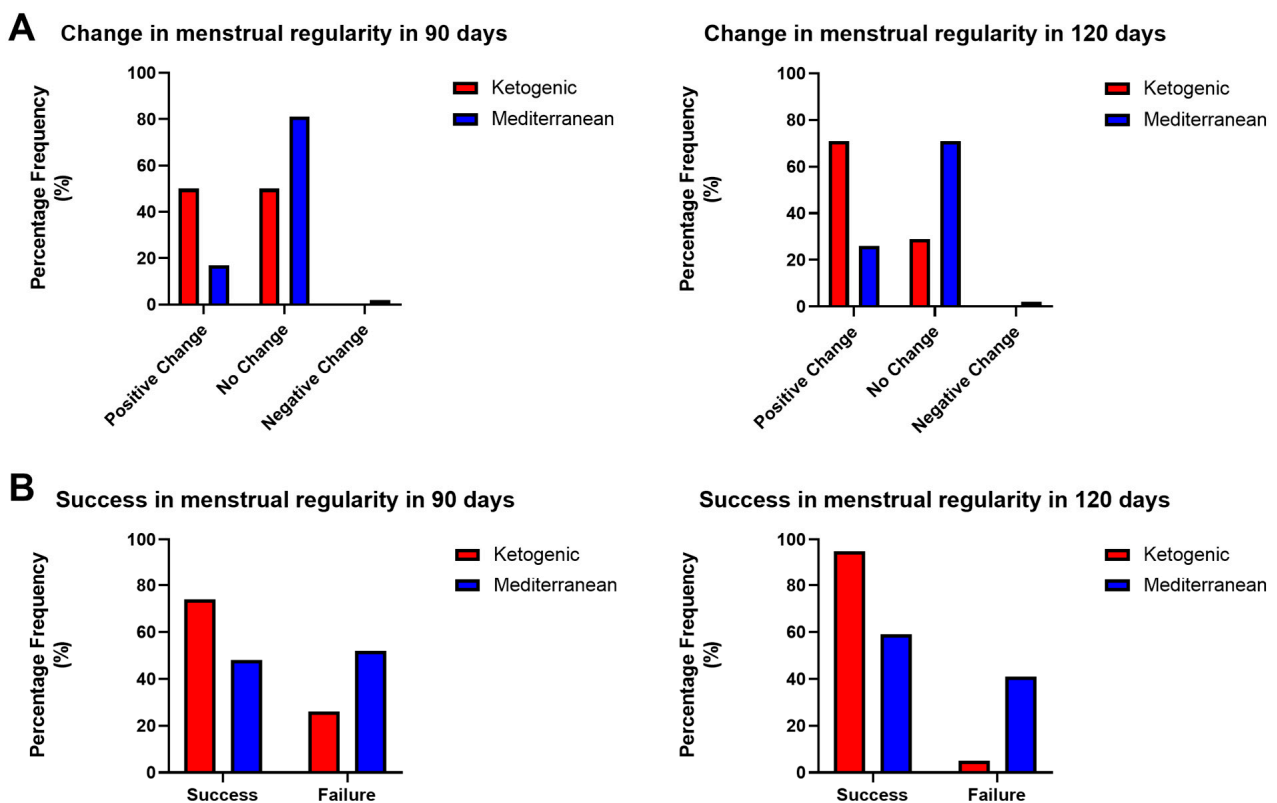 A
Change in menstrual regularity in 90 days
Percentage Frequency
(%)
100
80
60
40
20
0
Positive Change
No Change
Negative Change
Ketogenic
Mediterranean
Change in menstrual regularity in 120 days
Percentage Frequency
(%)
100
80
60
40
20
0
Positive Change
No Change
Negative Change
Ketogenic
Mediterranean
B
Success in menstrual regularity in 90 days
Percentage Frequency
(%)
100
80
60
40
20
0
Success
Failure
Ketogenic
Mediterranean
Success in menstrual regularity in 120 days
Percentage Frequency
(%)
100
80
60
40
20
0
Success
Failure
Ketogenic
Mediterranean